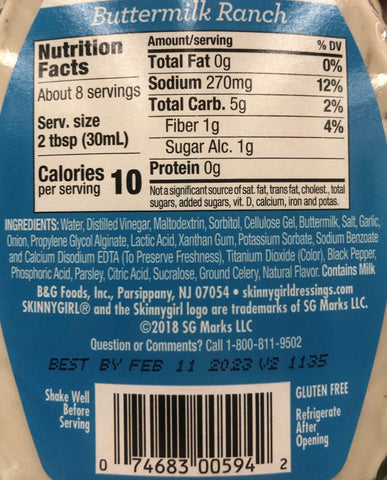 Buttermilk Ranch
Nutrition
Facts
About 8 servings
Serv. size
2 tbsp (30mL)
Calories
per serving 10
Amount/serving % DV
Total Fat 0g 0%
Sodium 270mg 12%
Total Carb. 5g 2%
Fiber 1g 4%
Sugar Alc. 1g
Protein 0g
Not a significant source of sat. fat, trans fat, cholest., total
sugars, added sugars, vit. D, calcium, iron and potas.
INGREDIENTS: Water, Distilled Vinegar, Maltodextrin, Sorbitol, Cellulose Gel, Buttermilk, Salt, Garlic,
Onion, Propylene Glycol Alginate, Lactic Acid, Xanthan Gum, Potassium Sorbate, Sodium Benzoate
and Calcium Disodium EDTA (To Preserve Freshness), Titanium Dioxide (Color), Black Pepper,
Phosphoric Acid, Parsley, Citric Acid, Sucralose, Ground Celery, Natural Flavor. Contains Milk
B&G Foods, Inc., Parsippany, NJ 07054 • skinnygirldressings.com
SKINNYGIRL® and the Skinnygirl logo are trademarks of SG Marks LLC.
©2018 SG Marks LLC
Question or Comments? Call 1-800-811-9502
BEST BY FEB 11 2023 V2 1135
Shake Well
Before
Serving
GLUTEN FREE
Refrigerate
After
Opening
0 74683 00594 2